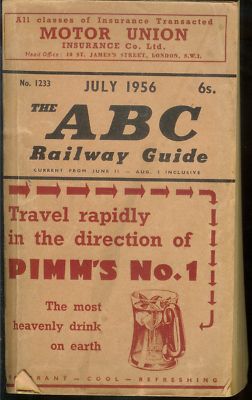 All classes of Insurance Transacted
MOTOR UNION
INSURANCE Co. Ltd.
Head Office: 10 ST. JAMES'S STREET, LONDON, S.W.1.
No. 1233 JULY 1956 6s.
THE ABC
Railway Guide
CURRENT FROM JUNE 11 — AUG. 5 INCLUSIVE
Travel rapidly
in the direction of
PIMM'S No. 1
The most
heavenly drink
on earth
— COOL — REFRESHING